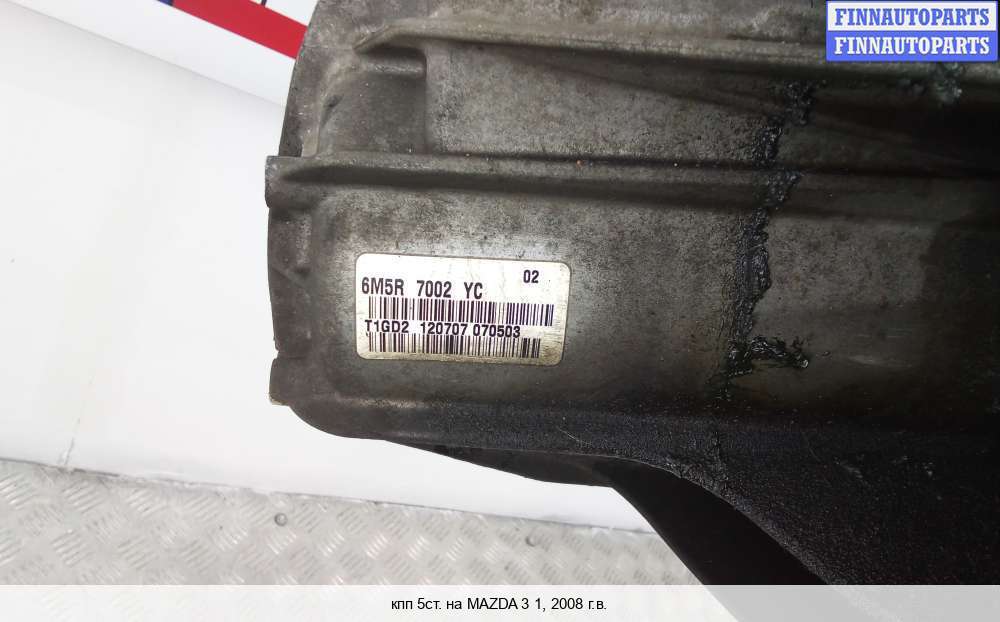 FINNAUTOPARTS
FINNAUTOPARTS
02
6M5R 7002 YC
T1GD2 120707 070503
кпп 5ст. на MAZDA 3 1, 2008 г.в.